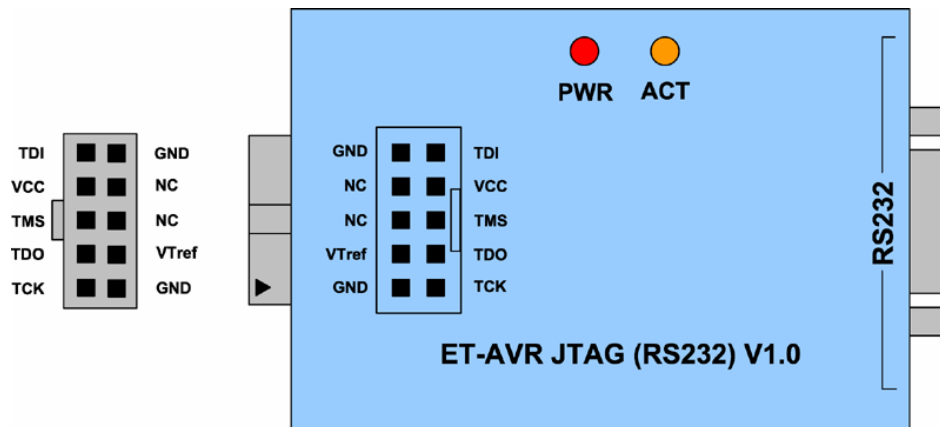 PWR ACT
TDI GND GND TDI
VCC NC NC VCC
TMS NC NC TMS
TDO VTref VTref TDO
TCK GND GND TCK
RS232
ET-AVR JTAG (RS232) V1.0